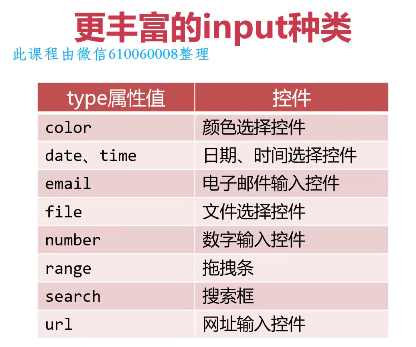 更丰富的input种类
此课程由微信610060008整理
type属性值 控件
color 颜色选择控件
date、time 日期、时间选择控件
email 电子邮件输入控件
file 文件选择控件
number 数字输入控件
range 拖拽条
search 搜索框
url 网址输入控件